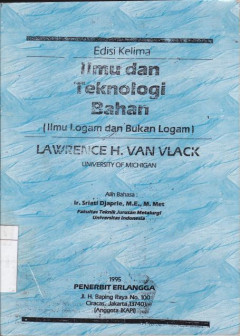 Edisi Kelima
Ilmu dan
Teknologi
Bahan
(Ilmu Logam dan Bukan Logam)
LAWRENCE H. VAN VLACK
UNIVERSITY OF MICHIGAN
Alih Bahasa :
Ir. Sriati Djaprie, M.E., M. Met
Fakultas Teknik Jurusan Metalurgi
Universitas Indonesia
1995
PENERBIT ERLANGGA
Jl. H. Baping Raya No. 100
Ciracas, Jakarta 13740
(Anggota IKAPI)